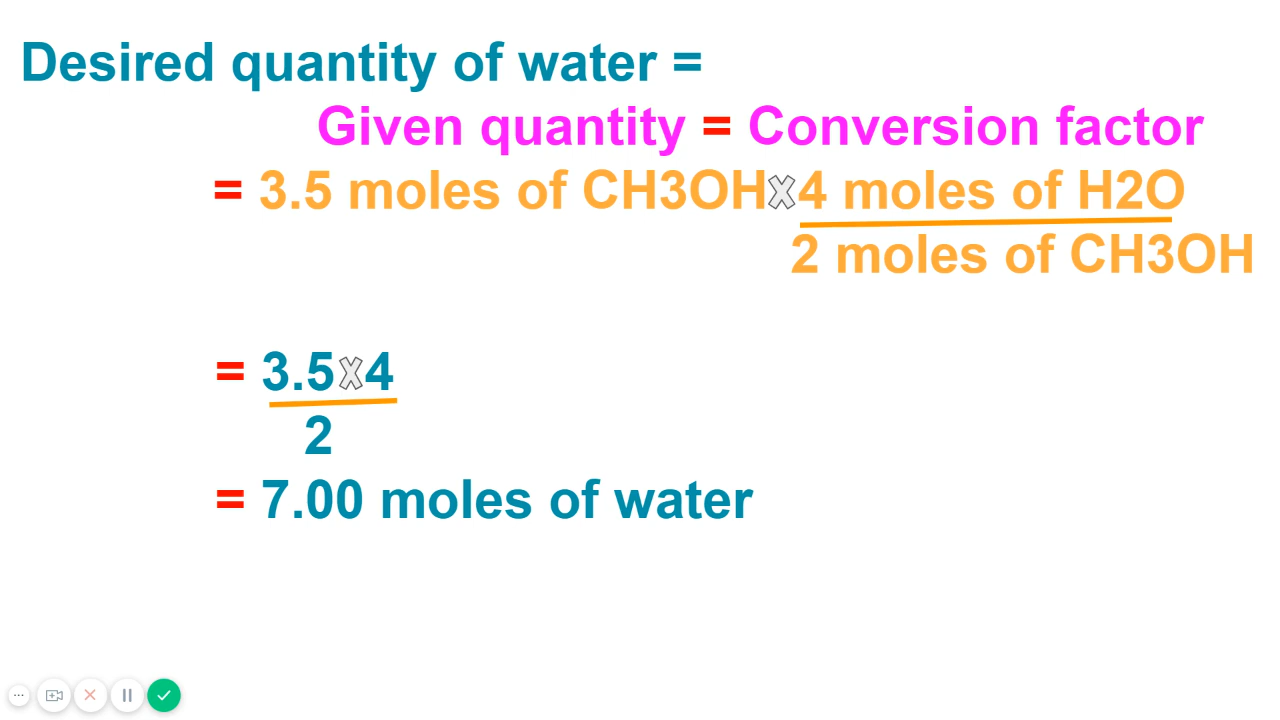 Desired quantity of water =
Given quantity = Conversion factor
= 3.5 moles of CH3OH x 4 moles of H2O
2 moles of CH3OH
= 3.5 x 4
2
= 7.00 moles of water